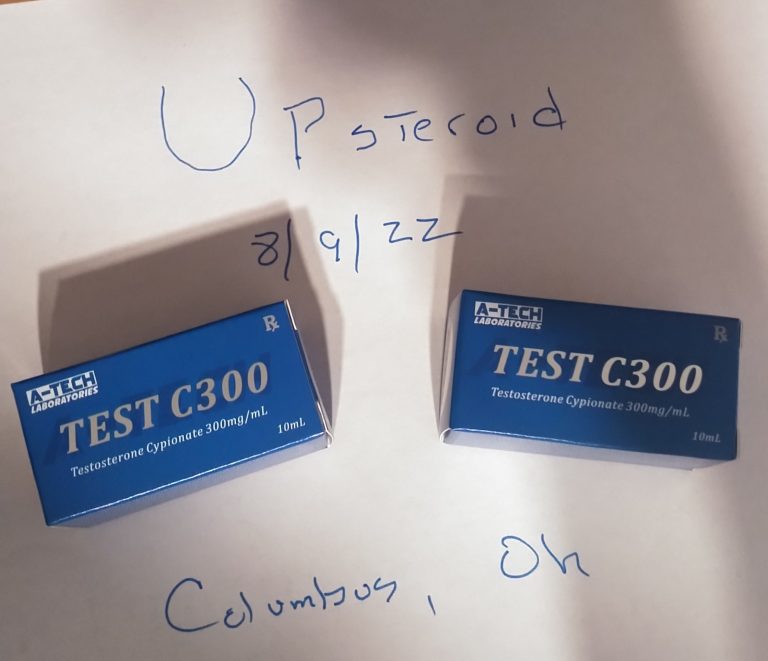 UPsteroid
8/9/22
A-TECH
LABORATORIES
Rx
TEST C300
Testosterone Cypionate 300mg/mL
10mL
A-TECH
LABORATORIES
Rx
TEST C300
Testosterone Cypionate 300mg/mL
10mL
Columbus, Oh